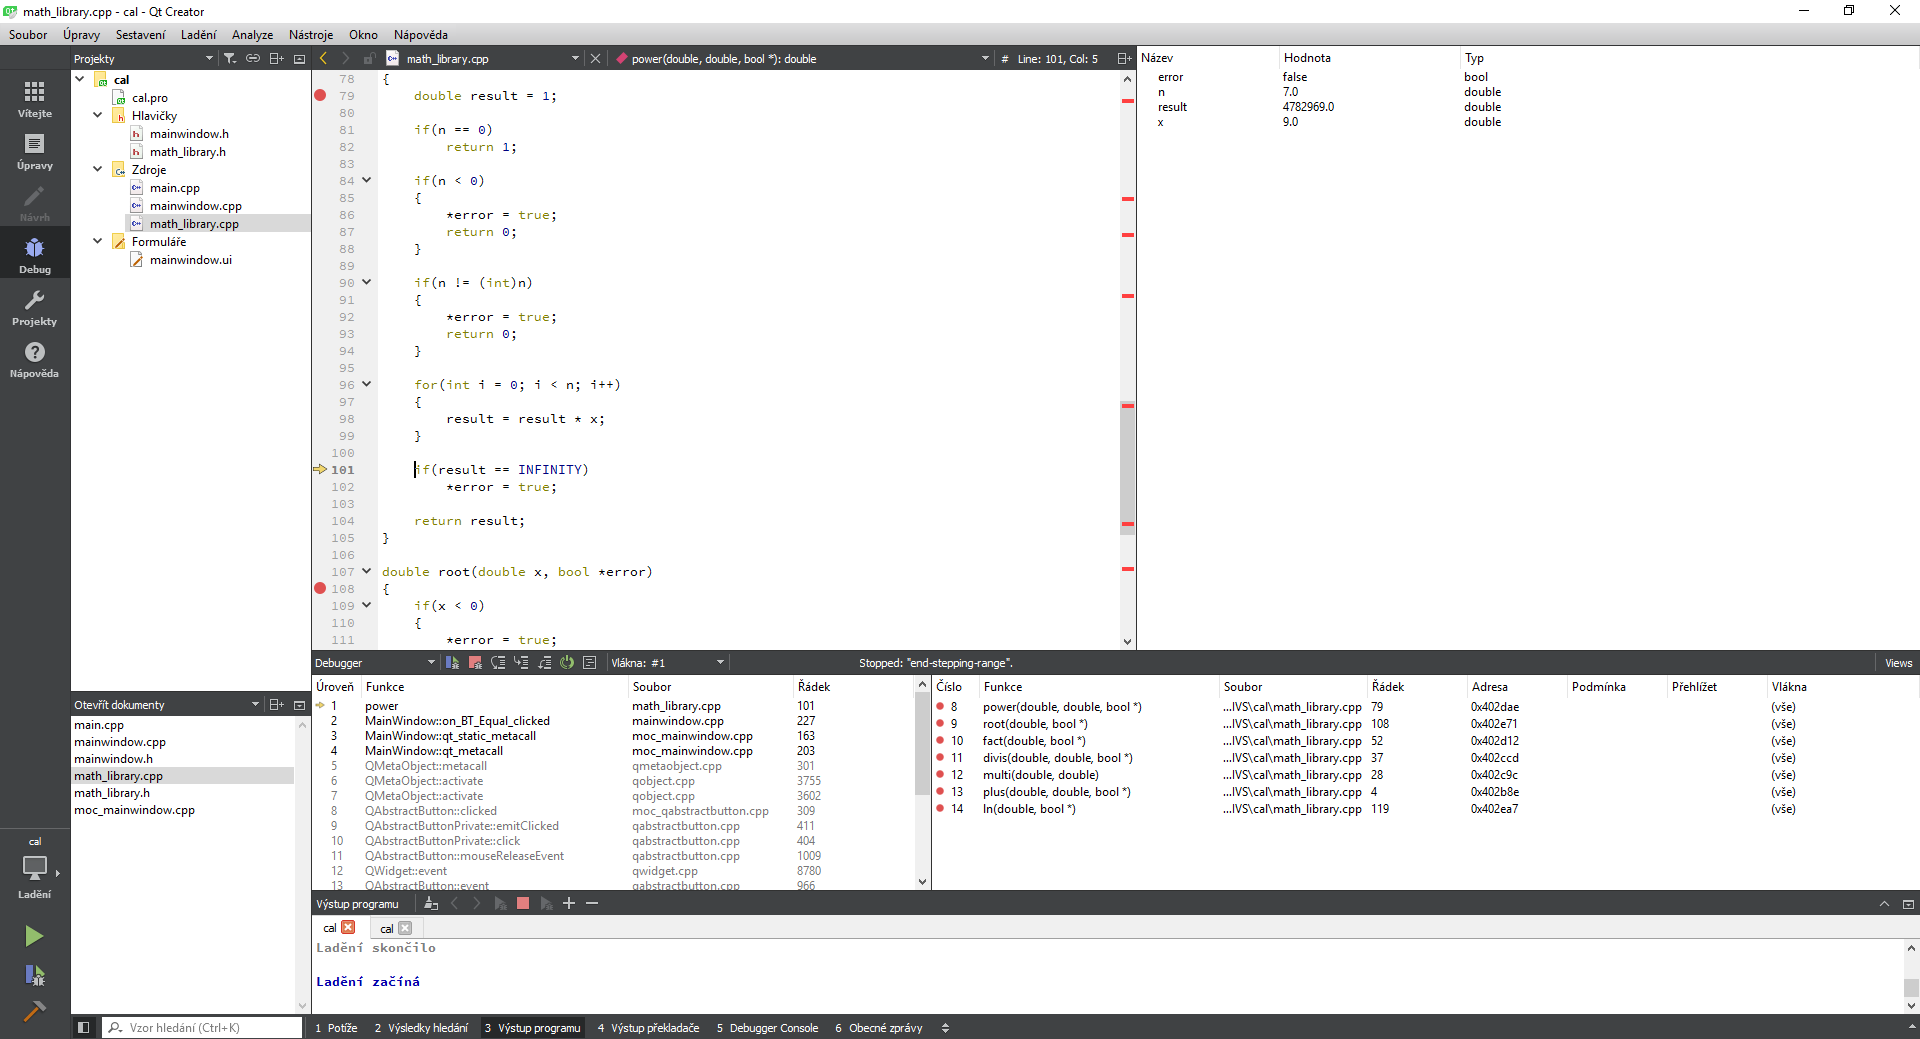 math_library.cpp - cal - Qt Creator
Soubor Úpravy Sestavení Ladění Analyze Nástroje Okno Nápověda
Projekty
math_library.cpp
power(double, double, bool *): double
# Line: 101, Col: 5
Vítejte
Úpravy
Návrh
Debug
Projekty
Nápověda
cal
Ladění
cal
cal.pro
Hlavičky
mainwindow.h
math_library.h
Zdroje
main.cpp
mainwindow.cpp
math_library.cpp
Formuláře
mainwindow.ui
78 {
79 double result = 1;
80
81 if(n == 0)
82 return 1;
83
84 if(n < 0)
85 {
86 *error = true;
87 return 0;
88 }
89
90 if(n != (int)n)
91 {
92 *error = true;
93 return 0;
94 }
95
96 for(int i = 0; i < n; i++)
97 {
98 result = result * x;
99 }
100
101 if(result == INFINITY)
102 *error = true;
103
104 return result;
105 }
106
107 double root(double x, bool *error)
108 {
109 if(x < 0)
110 {
111 *error = true;
Název Hodnota Typ
error false bool
n 7.0 double
result 4782969.0 double
x 9.0 double
Otevřít dokumenty
main.cpp
mainwindow.cpp
mainwindow.h
math_library.cpp
math_library.h
moc_mainwindow.cpp
Debugger Vlákna: #1 Stopped: "end-stepping-range". Views
Úroveň Funkce Soubor Řádek
1 power math_library.cpp 101
2 MainWindow::on_BT_Equal_clicked mainwindow.cpp 227
3 MainWindow::qt_static_metacall moc_mainwindow.cpp 163
4 MainWindow::qt_metacall moc_mainwindow.cpp 203
5 QMetaObject::metacall qmetaobject.cpp 301
6 QMetaObject::activate qobject.cpp 3755
7 QMetaObject::activate qobject.cpp 3602
8 QAbstractButton::clicked moc_qabstractbutton.cpp 309
9 QAbstractButtonPrivate::emitClicked qabstractbutton.cpp 411
10 QAbstractButtonPrivate::click qabstractbutton.cpp 404
11 QAbstractButton::mouseReleaseEvent qabstractbutton.cpp 1009
12 QWidget::event qwidget.cpp 8780
13 QAbstractButton::event qabstractbutton.cpp 966
Číslo Funkce Soubor Řádek Adresa Podmínka Přehlížet Vlákna
8 power(double, double, bool *) ...IVS\cal\math_library.cpp 79 0x402dae (vše)
9 root(double, bool *) ...IVS\cal\math_library.cpp 108 0x402e71 (vše)
10 fact(double, bool *) ...IVS\cal\math_library.cpp 52 0x402d12 (vše)
11 divis(double, double, bool *) ...IVS\cal\math_library.cpp 37 0x402ccd (vše)
12 multi(double, double) ...IVS\cal\math_library.cpp 28 0x402c9c (vše)
13 plus(double, double, bool *) ...IVS\cal\math_library.cpp 4 0x402b8e (vše)
14 ln(double, bool *) ...IVS\cal\math_library.cpp 119 0x402ea7 (vše)
Výstup programu
cal cal
Ladění skončilo
Ladění začíná
Vzor hledání (Ctrl+K)
1 Potíže 2 Výsledky hledání 3 Výstup programu 4 Výstup překladače 5 Debugger Console 6 Obecné zprávy